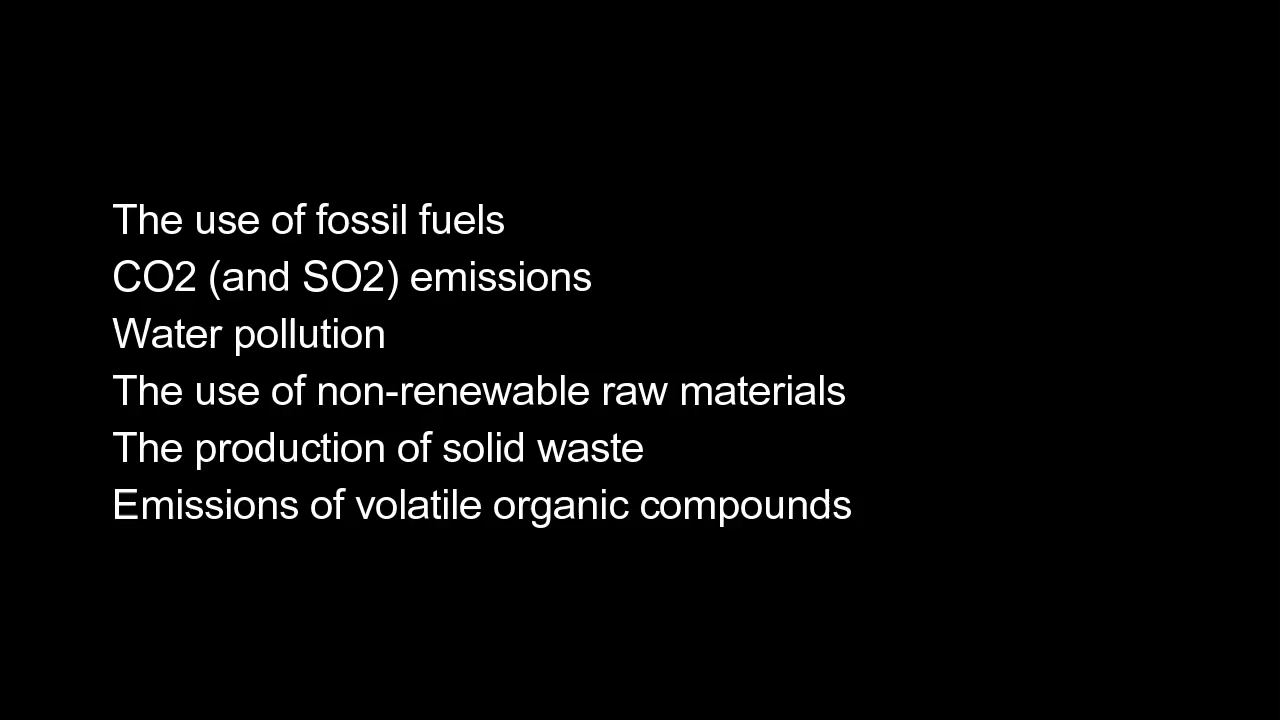 The use of fossil fuels
CO2 (and SO2) emissions
Water pollution
The use of non-renewable raw materials
The production of solid waste
Emissions of volatile organic compounds